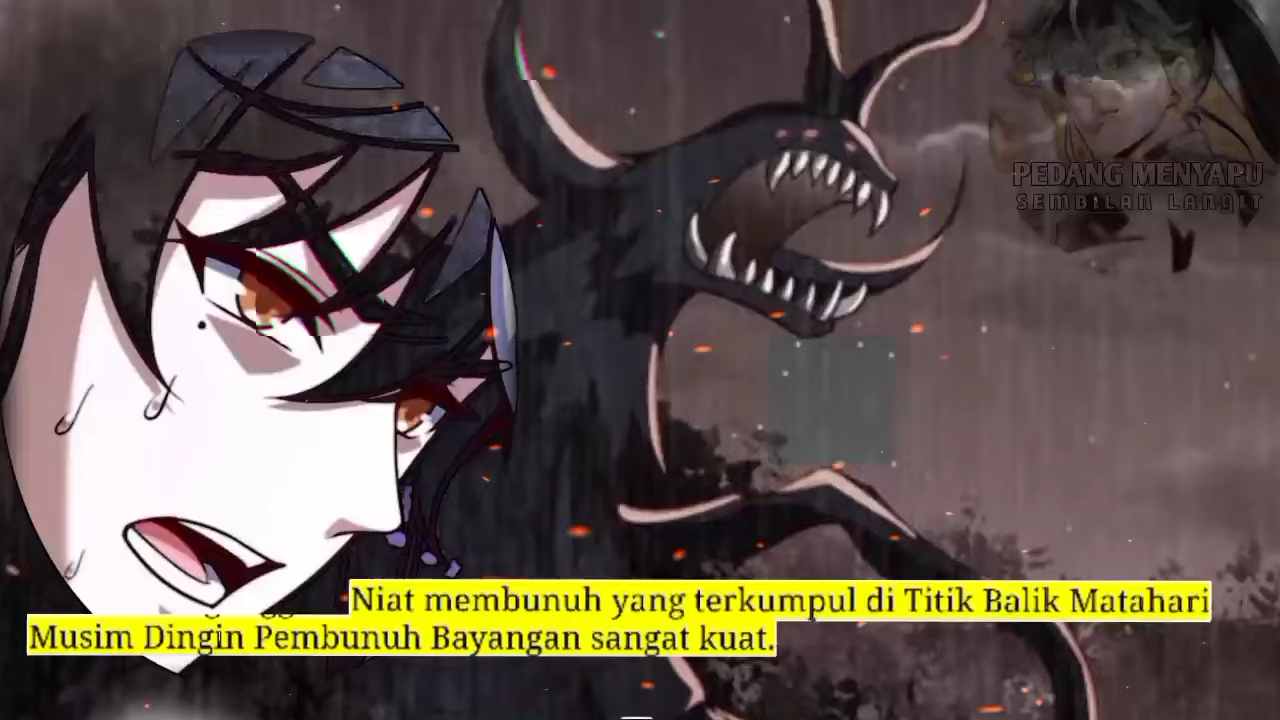 PEDANG MENYAPU
SEMBILAN LANGIT
Niat membunuh yang terkumpul di Titik Balik Matahari
Musim Dingin Pembunuh Bayangan sangat kuat.